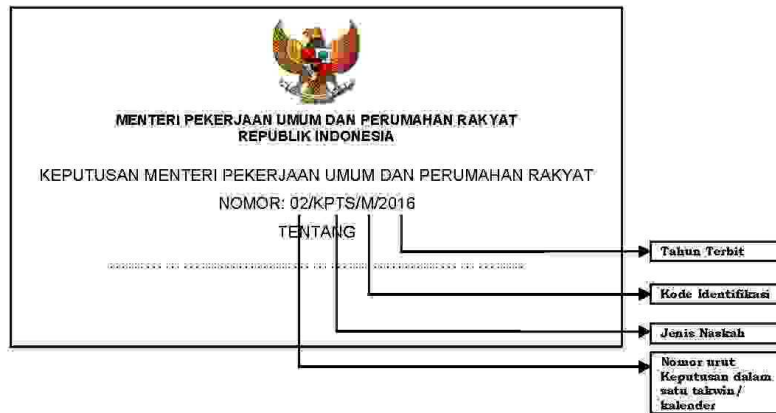 MENTERI PEKERJAAN UMUM DAN PERUMAHAN RAKYAT
REPUBLIK INDONESIA
KEPUTUSAN MENTERI PEKERJAAN UMUM DAN PERUMAHAN RAKYAT
NOMOR: 02/KPTS/M/2016
TENTANG
Tahun Terbit
Kode Identifikasi
Jenis Naskah
Nomor urut
Keputusan dalam
satu takwin/
kalender